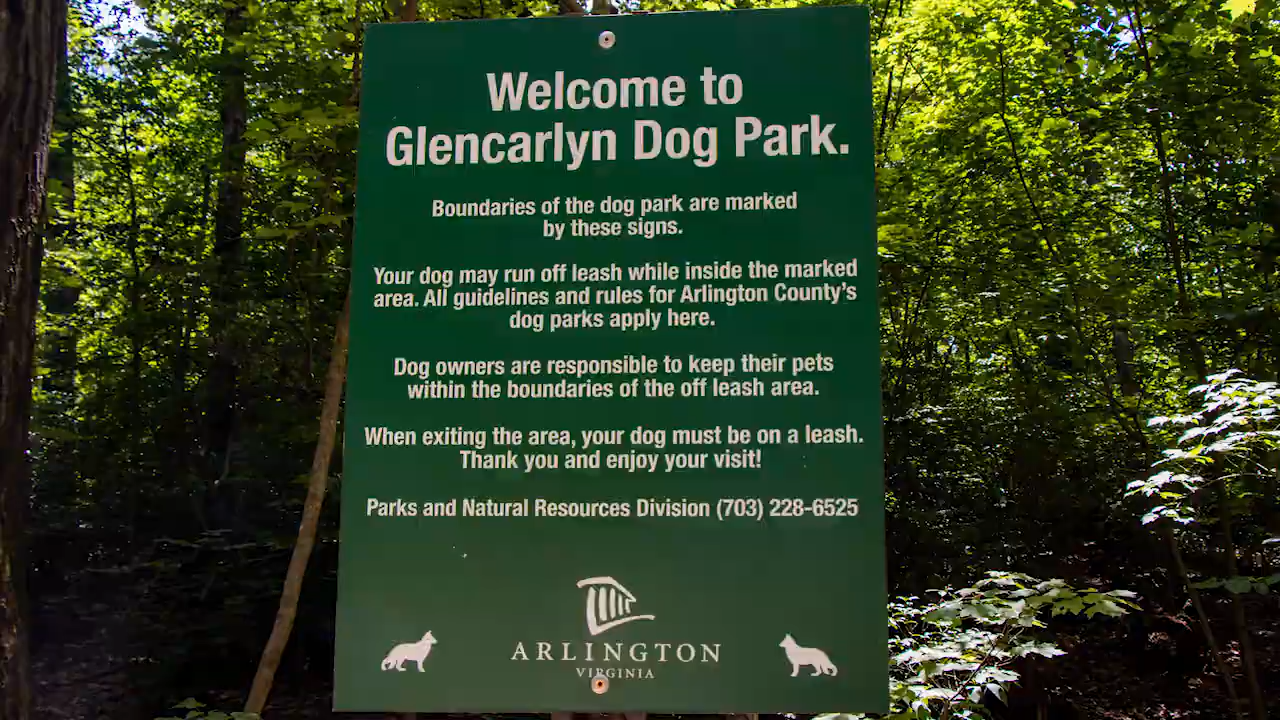 Welcome to
Glencarlyn Dog Park.
Boundaries of the dog park are marked
by these signs.
Your dog may run off leash while inside the marked
area. All guidelines and rules for Arlington County's
dog parks apply here.
Dog owners are responsible to keep their pets
within the boundaries of the off leash area.
When exiting the area, your dog must be on a leash.
Thank you and enjoy your visit!
Parks and Natural Resources Division (703) 228-6525
ARLINGTON
VIRGINIA